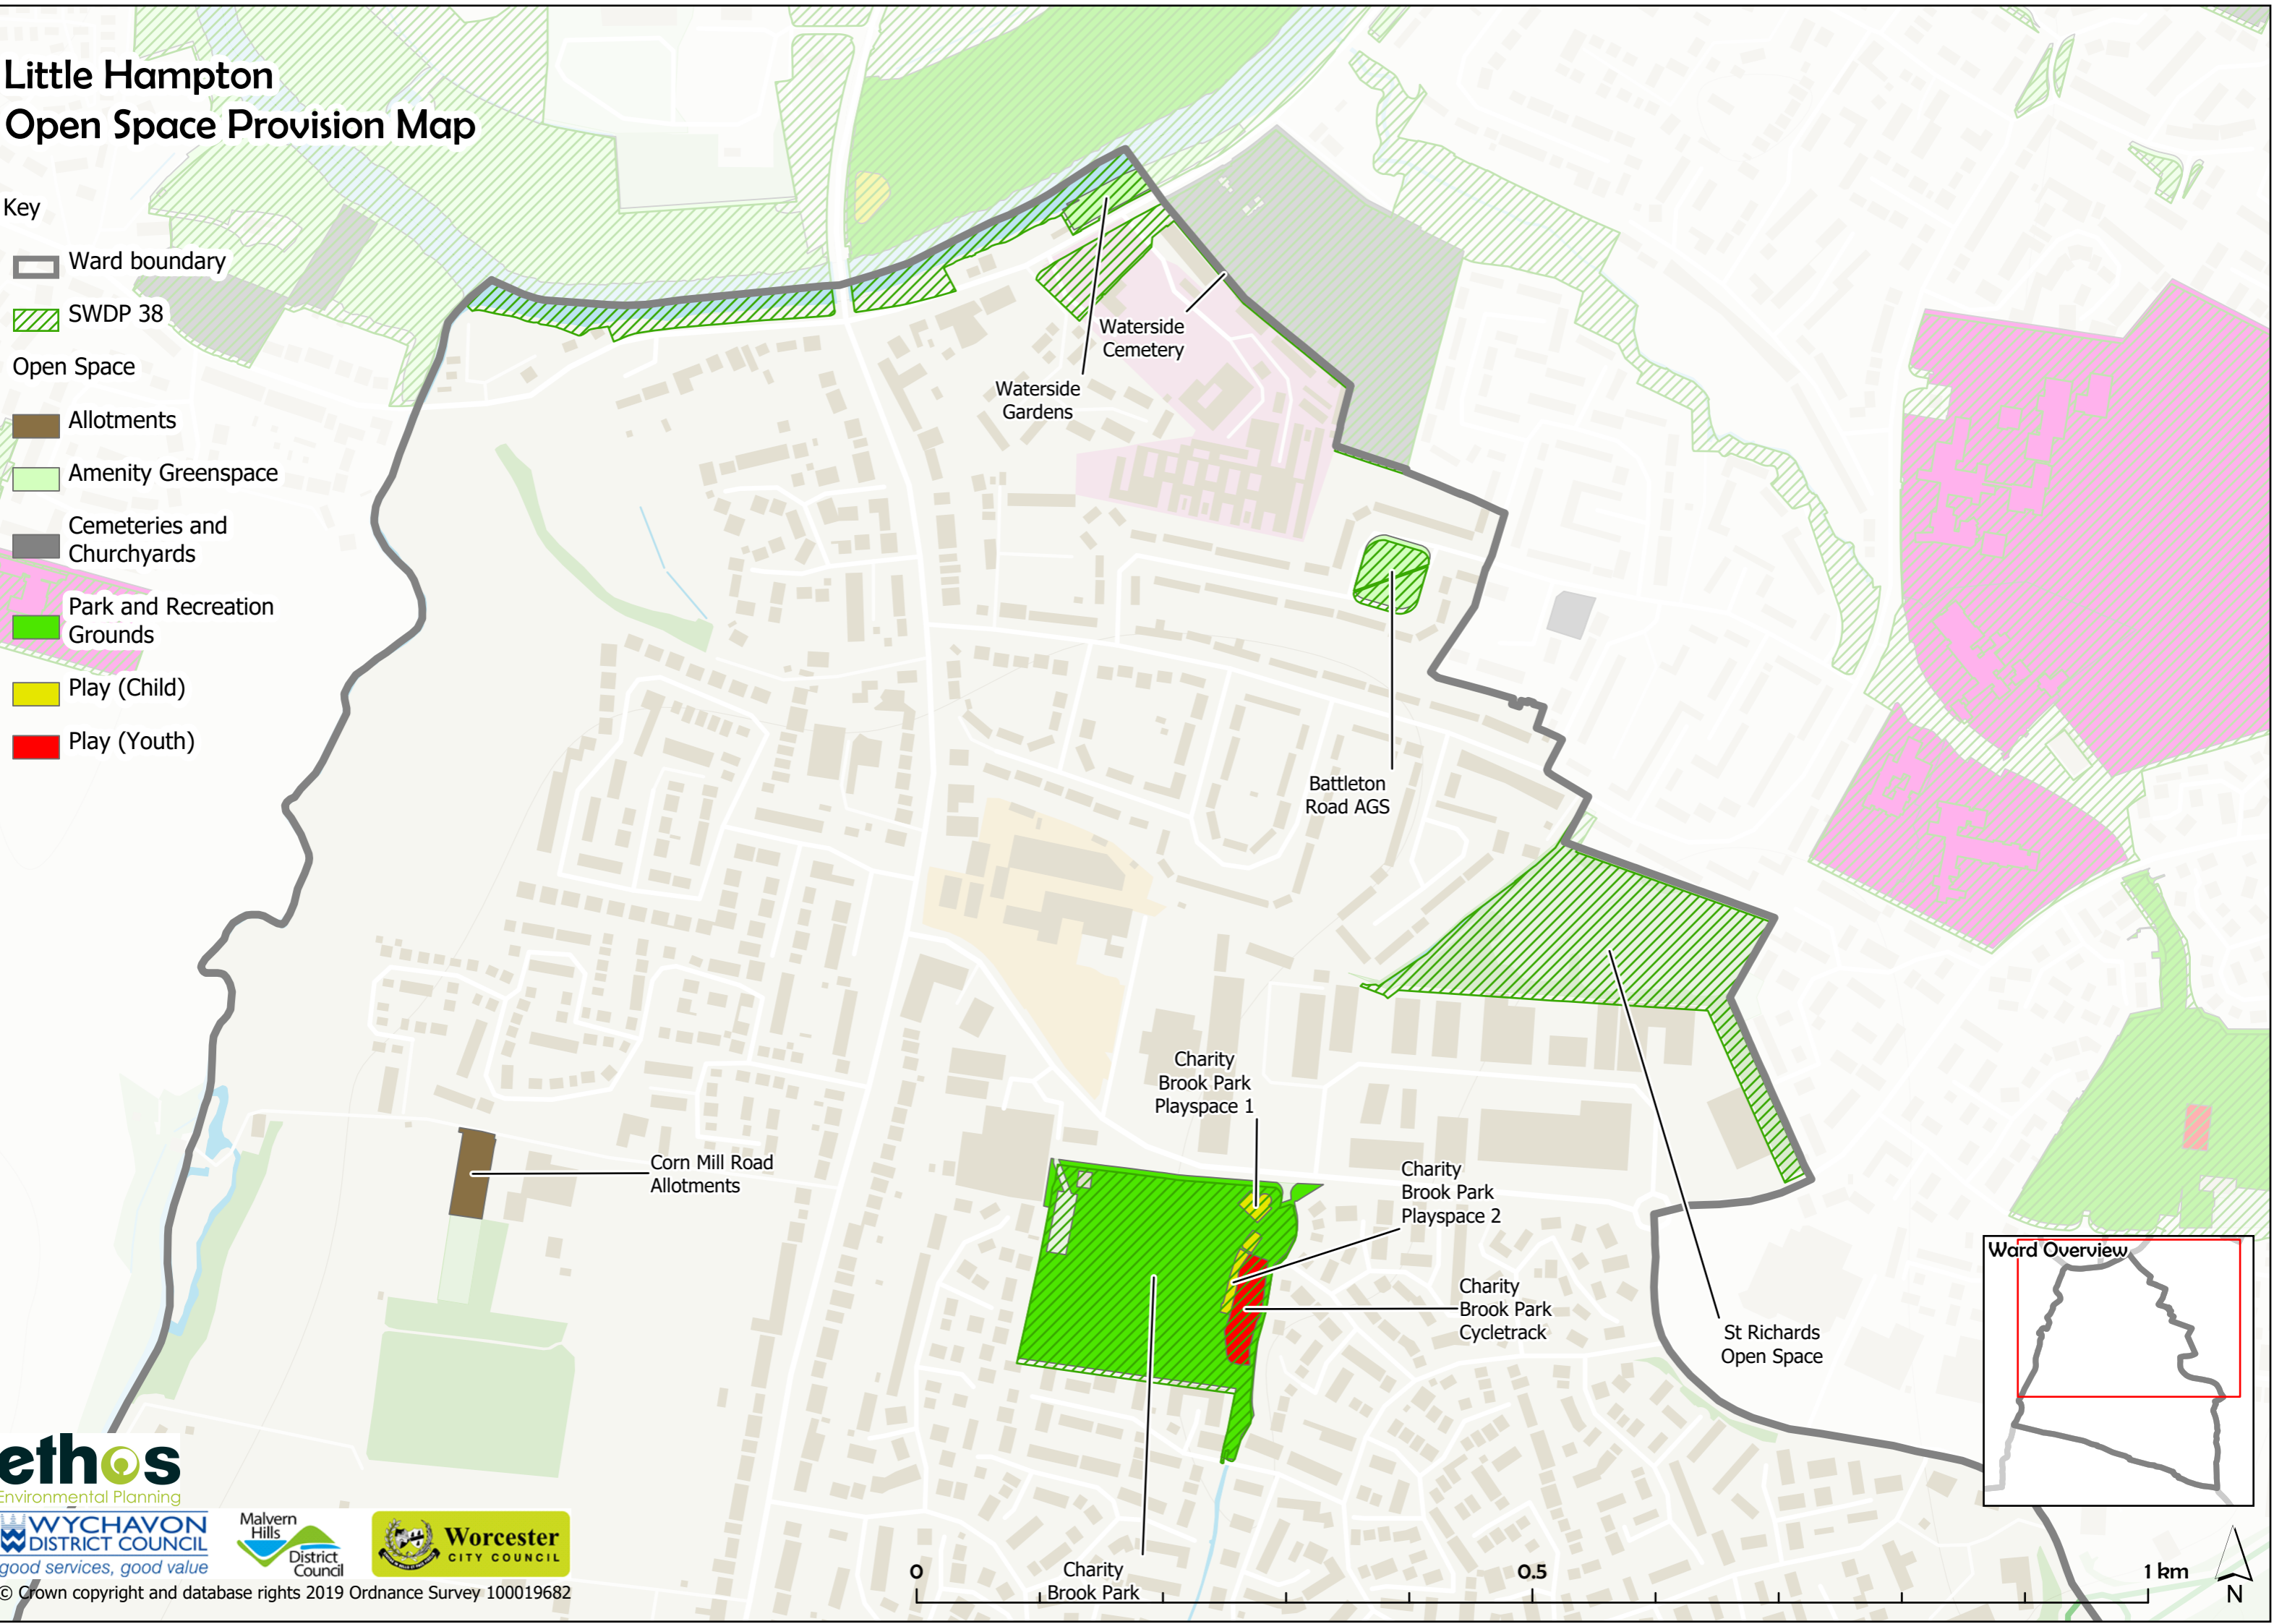 Little Hampton
Open Space Provision Map
Key
Ward boundary
SWDP 38
Open Space
Allotments
Amenity Greenspace
Cemeteries and
Churchyards
Park and Recreation
Grounds
Play (Child)
Play (Youth)
Waterside
Cemetery
Waterside
Gardens
Battleton
Road AGS
Charity
Brook Park
Playspace 1
Corn Mill Road
Allotments
Charity
Brook Park
Playspace 2
Charity
Brook Park
Cycletrack
St Richards
Open Space
Charity
Brook Park
Ward Overview
ethos
Environmental Planning
WYCHAVON
DISTRICT COUNCIL
good services, good value
Malvern
Hills
District
Council
Worcester
CITY COUNCIL
© Crown copyright and database rights 2019 Ordnance Survey 100019682
0 0.5 1 km
N